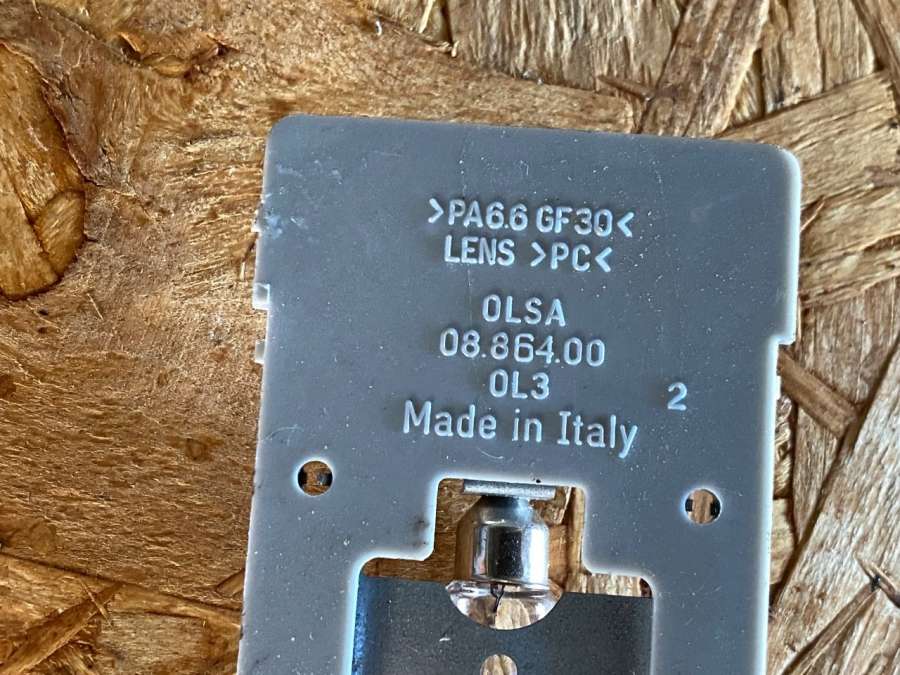 >PA6.6 GF30<
LENS >PC<
OLSA
08.864.00
OL3
2
Made in Italy